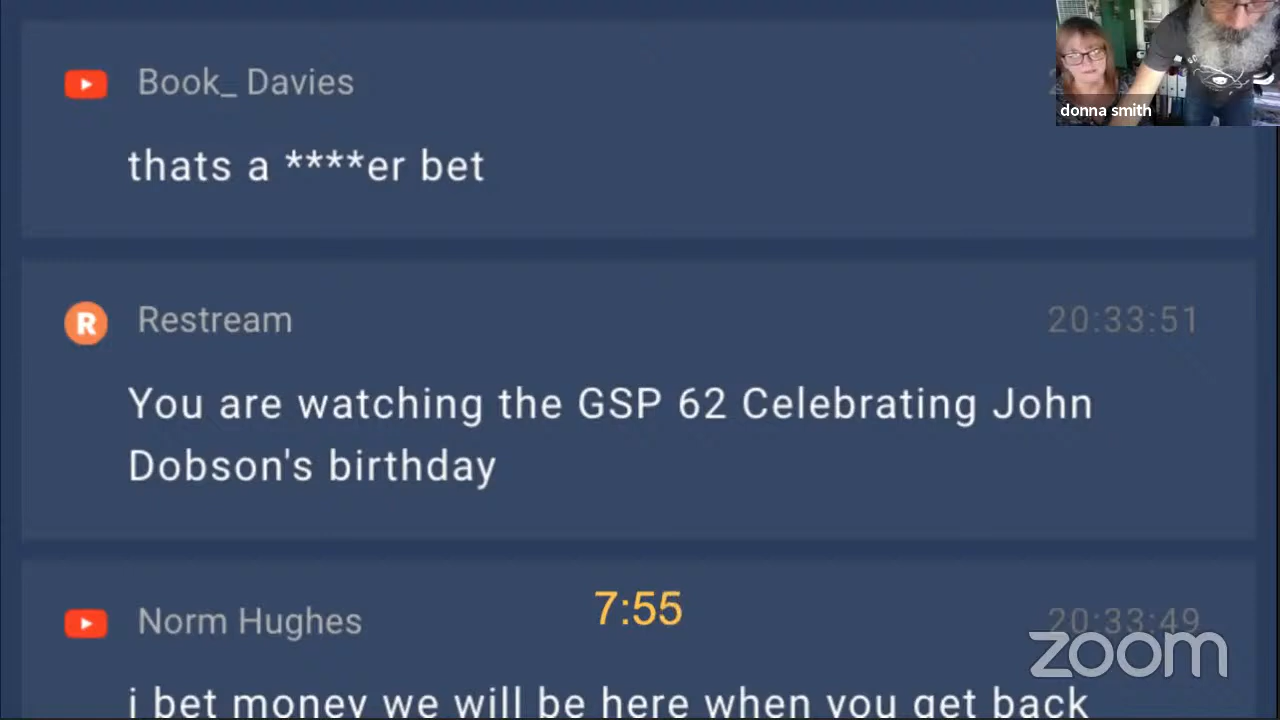 Book_ Davies
donna smith
thats a ****er bet
R Restream 20:33:51
You are watching the GSP 62 Celebrating John
Dobson's birthday
Norm Hughes 20:33:49
7:55
zoom
i bet money we will be here when you get back